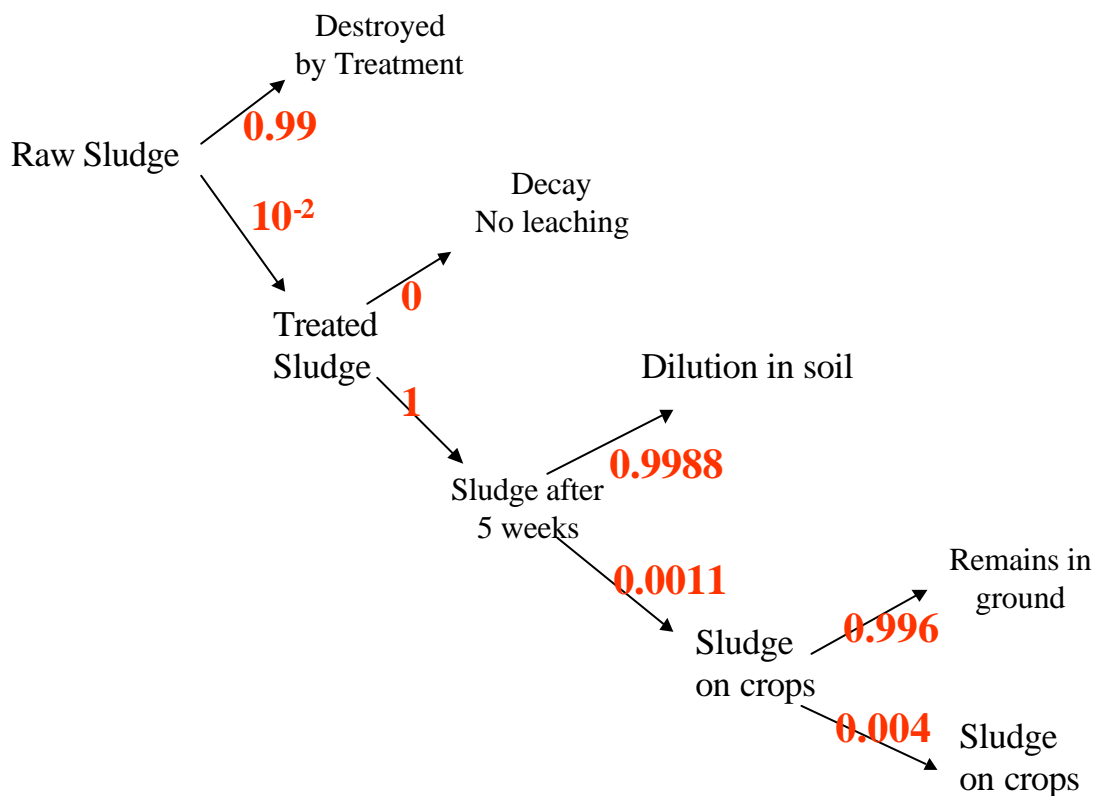 Destroyed
by Treatment
0.99
Raw Sludge
10⁻²
Decay
No leaching
0
Treated
Sludge
1
Dilution in soil
0.9988
Sludge after
5 weeks
0.0011
Remains in
ground
0.996
Sludge
on crops
0.004
Sludge
on crops